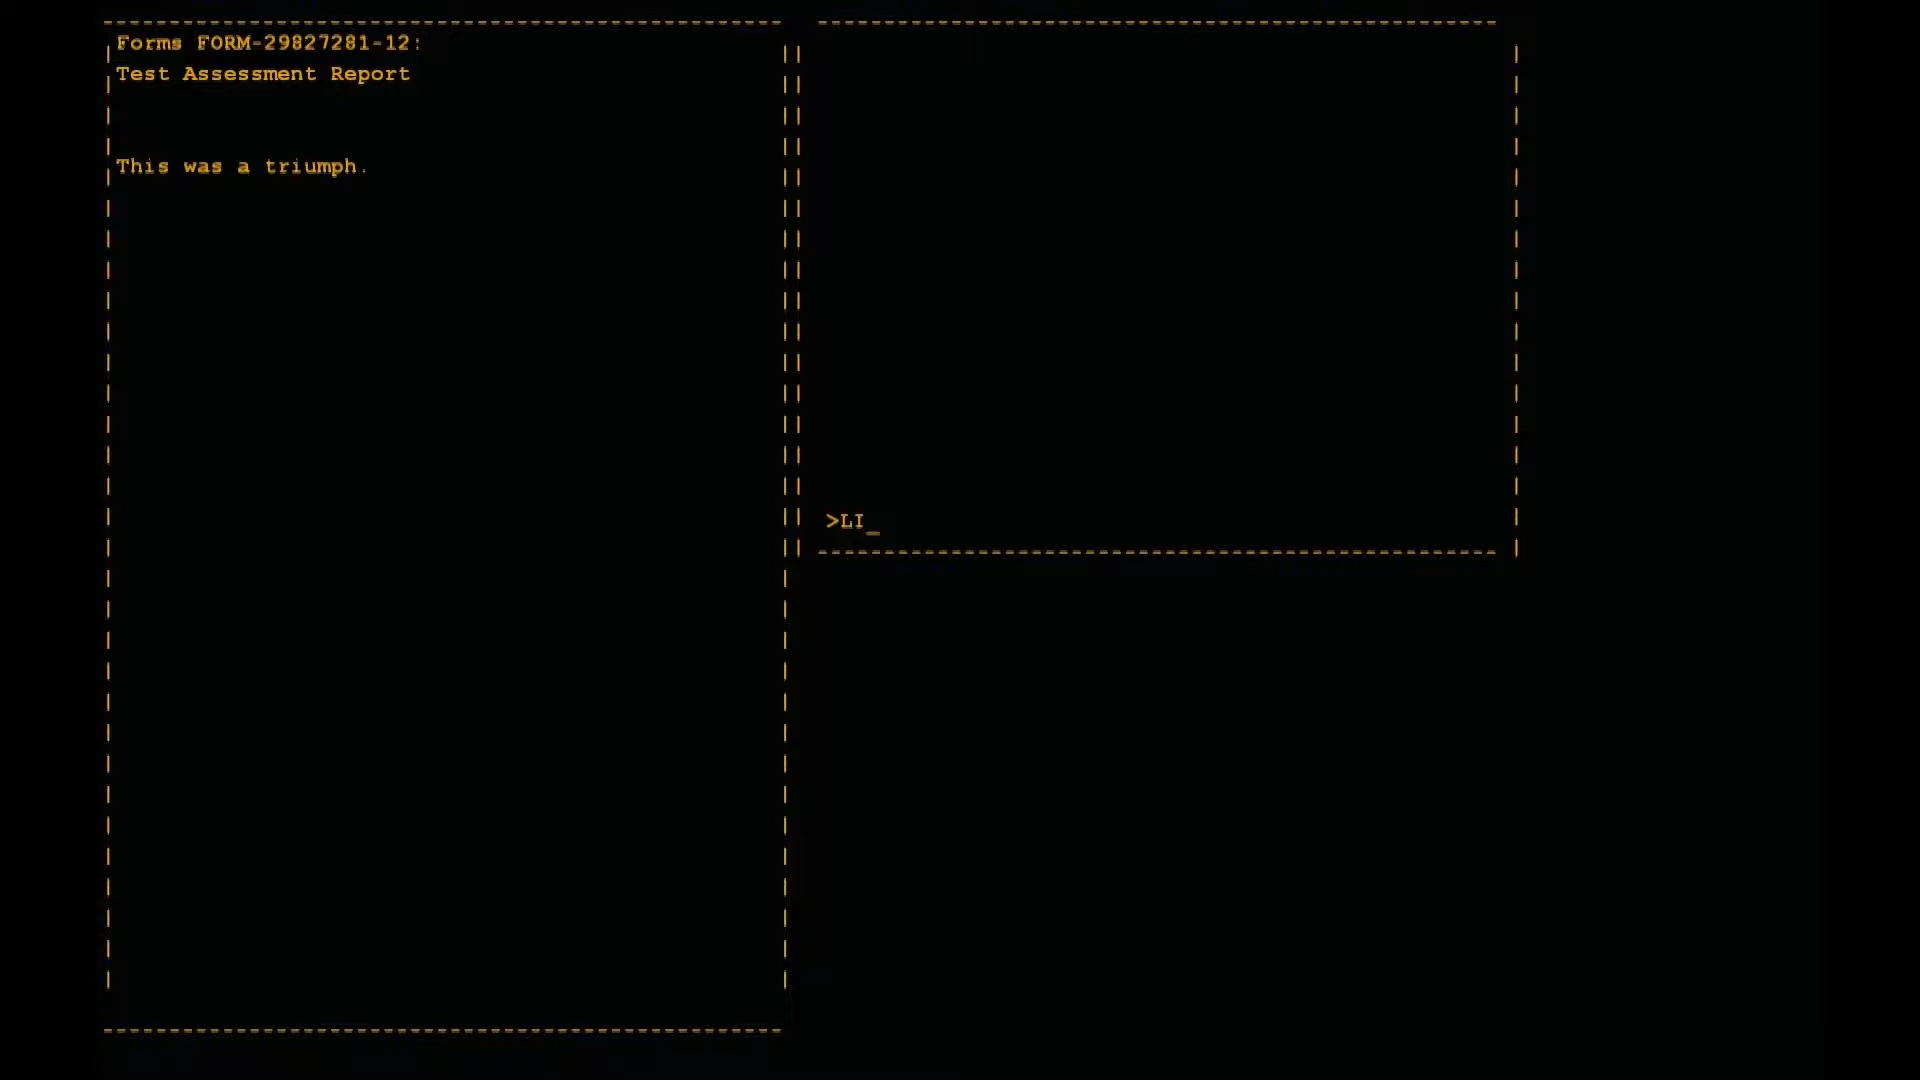 Forms FORM-29827281-12:
Test Assessment Report
This was a triumph.
>LI_